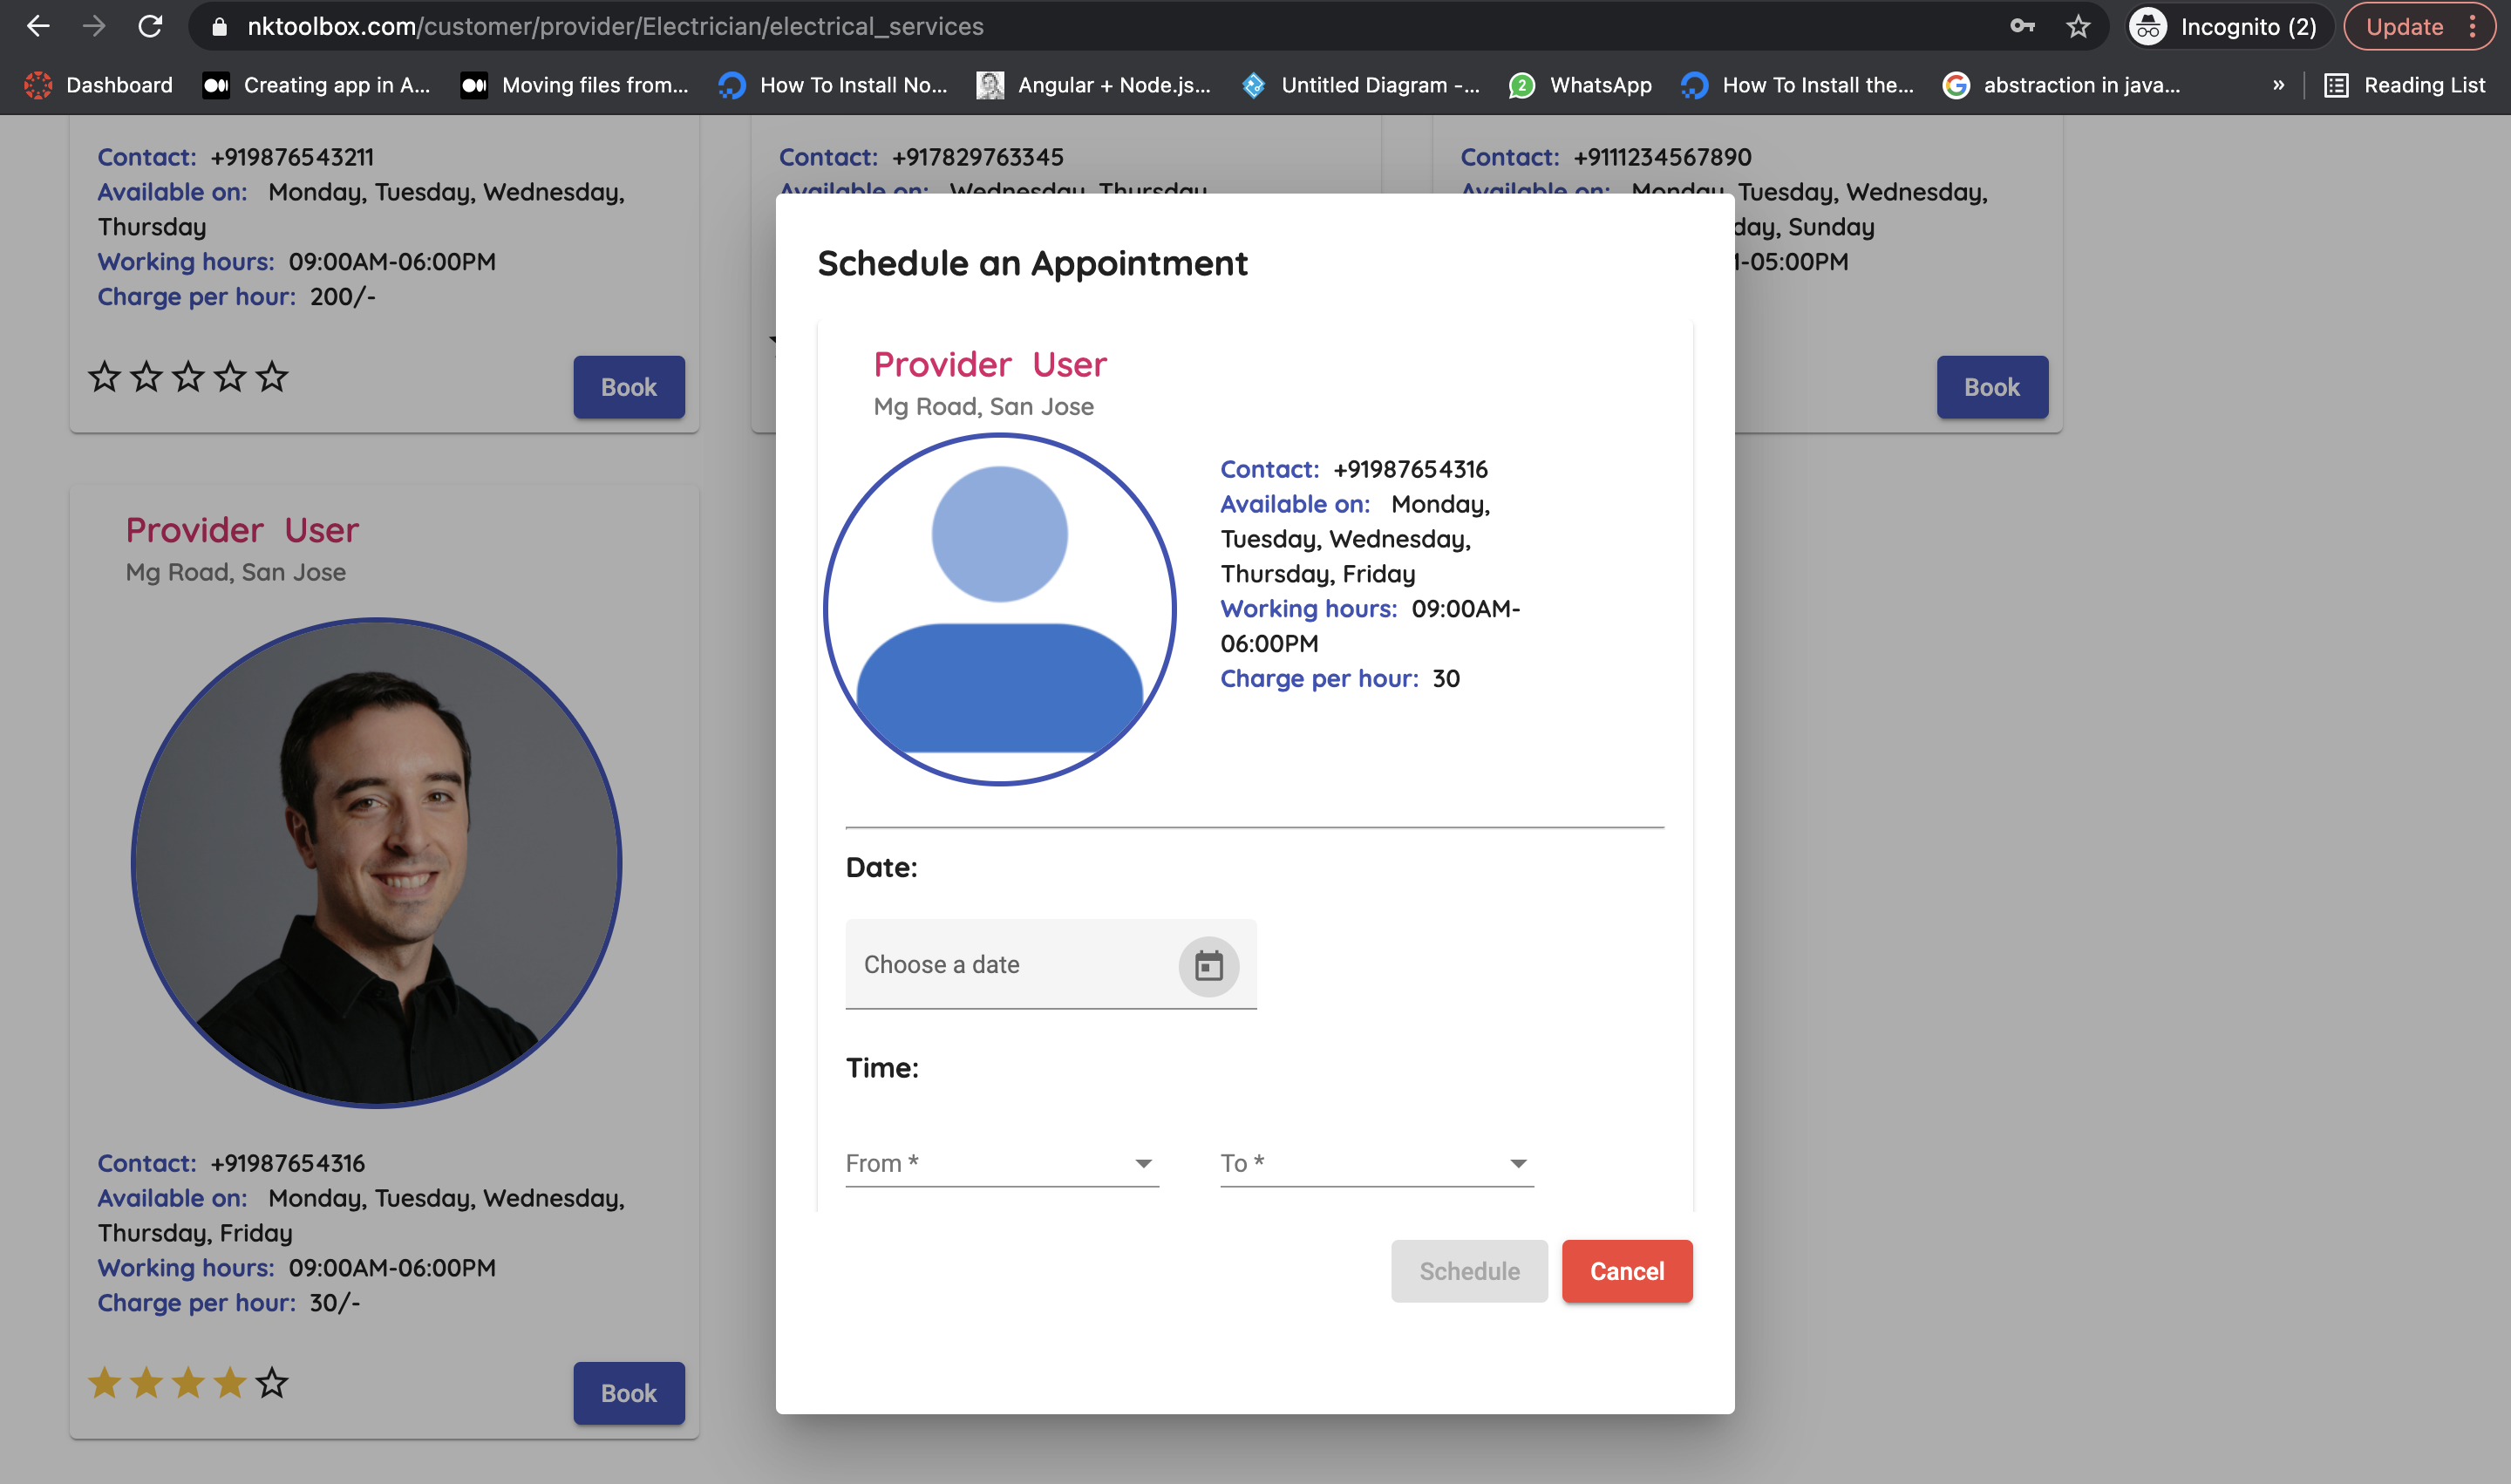 nktoolbox.com/customer/provider/Electrician/electrical_services
Incognito (2)
Update
Dashboard
Creating app in A...
Moving files from...
How To Install No...
Angular + Node.js...
Untitled Diagram -...
2
WhatsApp
How To Install the...
abstraction in java...
»
Reading List
Contact: +919876543211
Available on: Monday, Tuesday, Wednesday,
Thursday
Working hours: 09:00AM-06:00PM
Charge per hour: 200/-
Book
Contact: +917829763345
Available on: Wednesday, Thursday
Contact: +9111234567890
Available on: Monday, Tuesday, Wednesday,
day, Sunday
-05:00PM
Book
Provider User
Mg Road, San Jose
Contact: +91987654316
Available on: Monday, Tuesday, Wednesday,
Thursday, Friday
Working hours: 09:00AM-06:00PM
Charge per hour: 30/-
Book
Schedule an Appointment
Provider User
Mg Road, San Jose
Contact: +91987654316
Available on: Monday,
Tuesday, Wednesday,
Thursday, Friday
Working hours: 09:00AM-
06:00PM
Charge per hour: 30
Date:
Choose a date
Time:
From *
To *
Schedule
Cancel